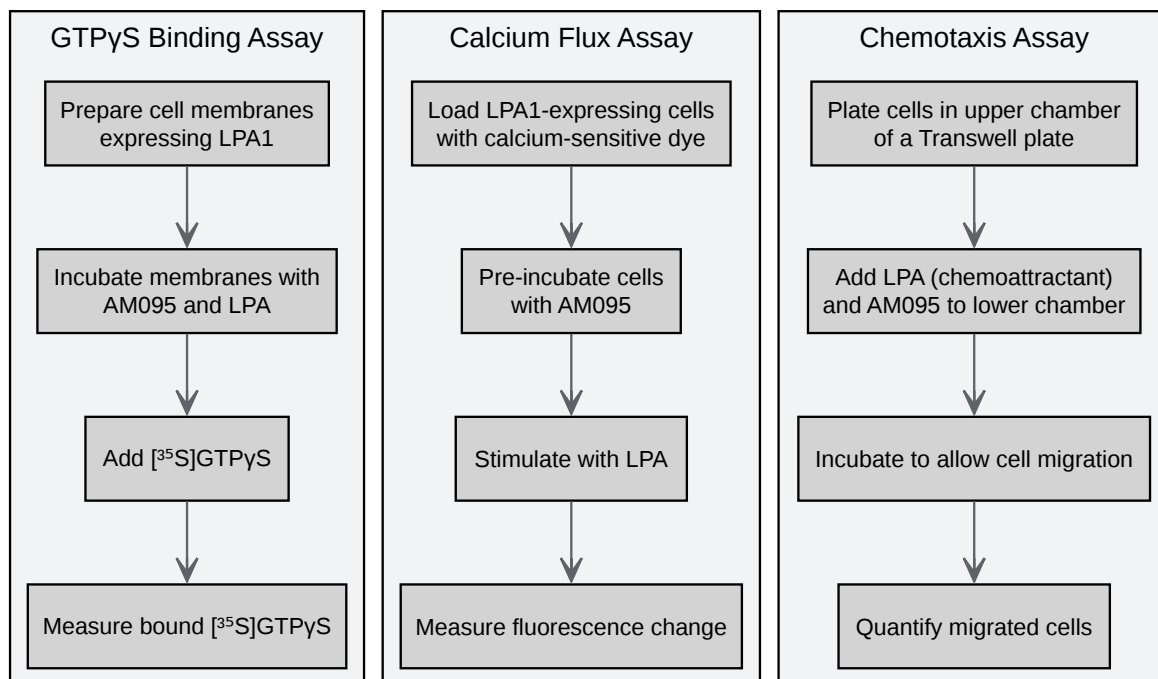 GTPγS Binding Assay
Prepare cell membranes
expressing LPA1
Incubate membranes with
AM095 and LPA
Add [³⁵S]GTPγS
Measure bound [³⁵S]GTPγS
Calcium Flux Assay
Load LPA1-expressing cells
with calcium-sensitive dye
Pre-incubate cells
with AM095
Stimulate with LPA
Measure fluorescence change
Chemotaxis Assay
Plate cells in upper chamber
of a Transwell plate
Add LPA (chemoattractant)
and AM095 to lower chamber
Incubate to allow cell migration
Quantify migrated cells